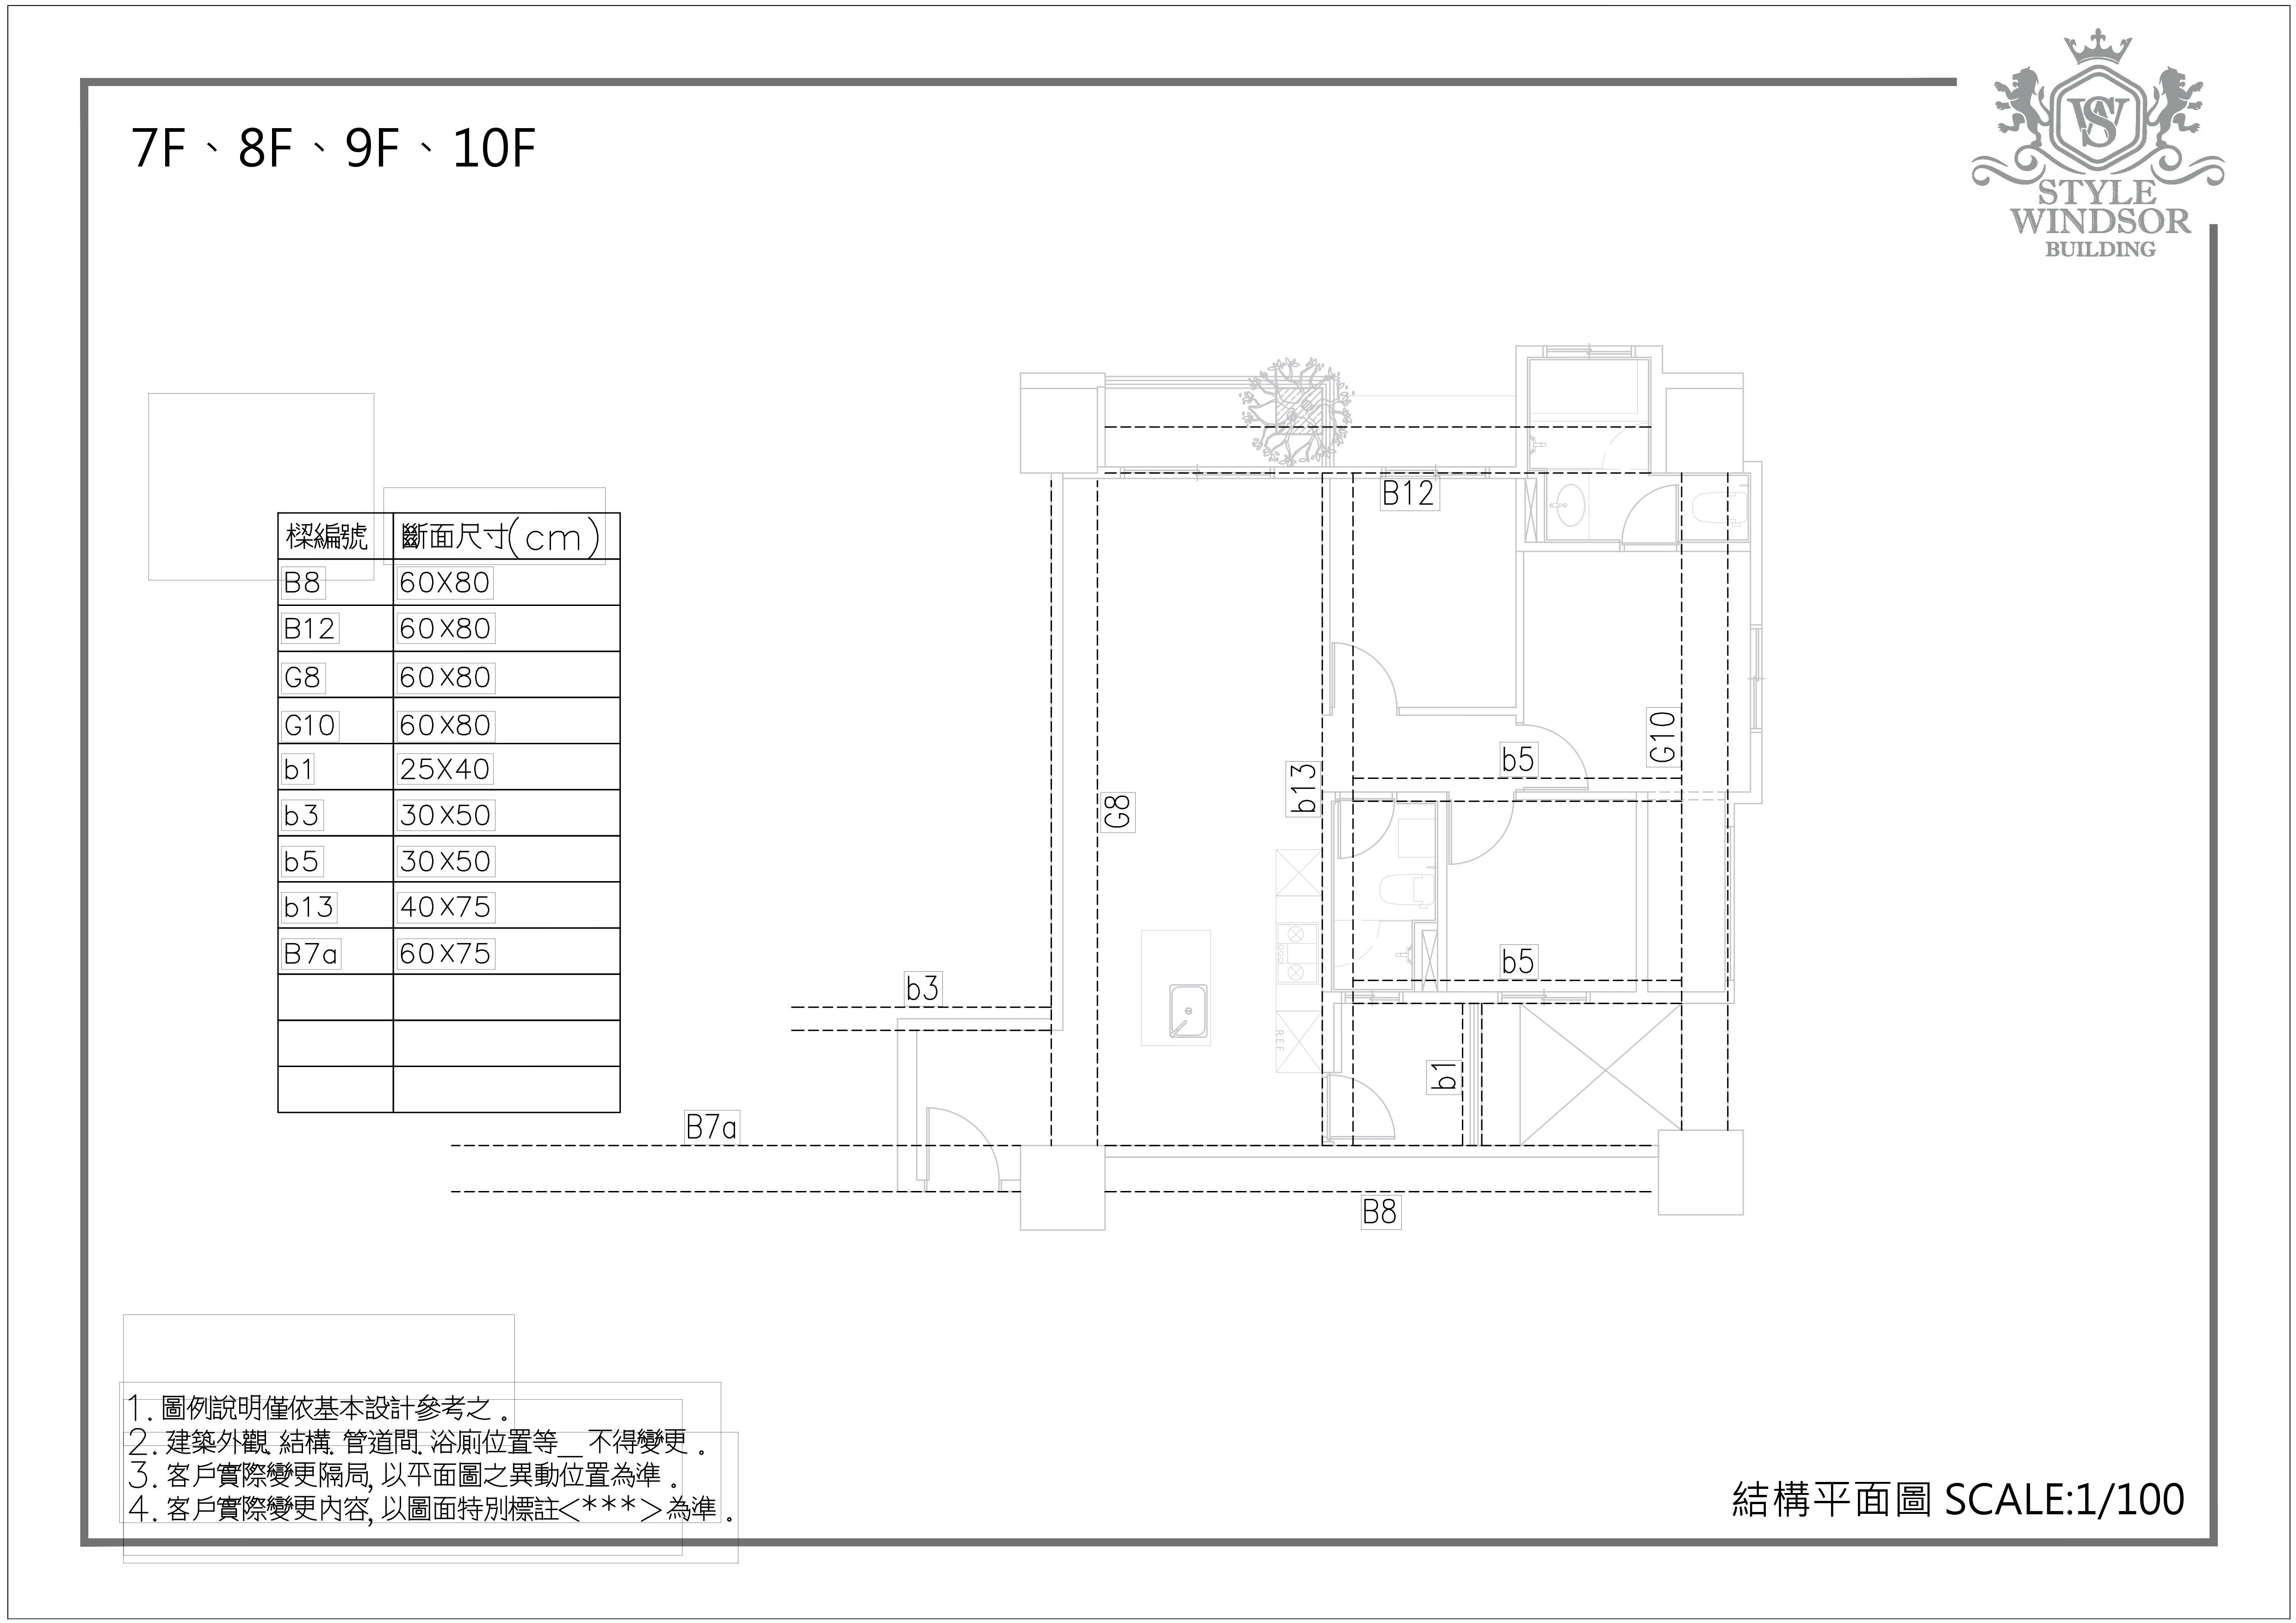 7F、8F、9F、10F
WS
STYLE
WINDSOR
BUILDING
樑編號 斷面尺寸(cm)
B8 60X80
B12 60X80
G8 60X80
G10 60X80
b1 25X40
b3 30X50
b5 30X50
b13 40X75
B7a 60X75
B12
G10
b5
b13
G8
b5
b3
REF
b1
B7a
B8
1. 圖例說明僅依基本設計參考之。
2. 建築外觀.結構.管道間.浴廁位置等__不得變更。
3. 客戶實際變更隔局,以平面圖之異動位置為準。
4. 客戶實際變更內容,以圖面特別標註<***>為準。
結構平面圖 SCALE:1/100